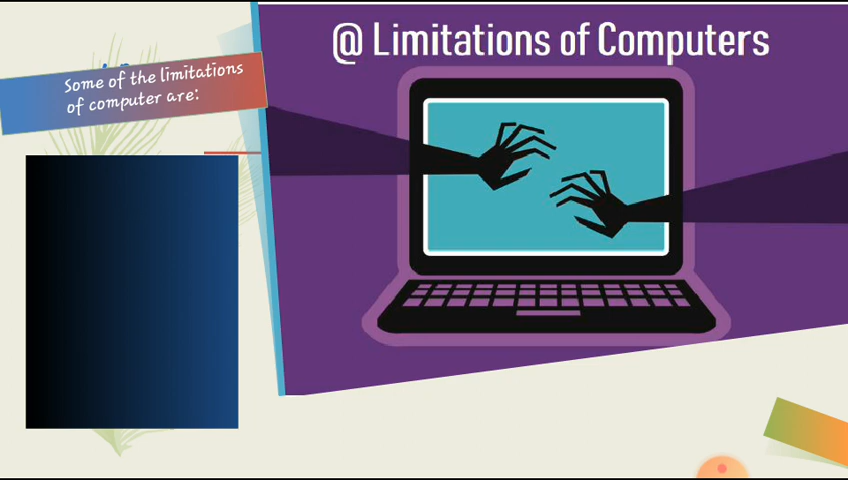 @ Limitations of Computers
Some of the limitations
of computer are: